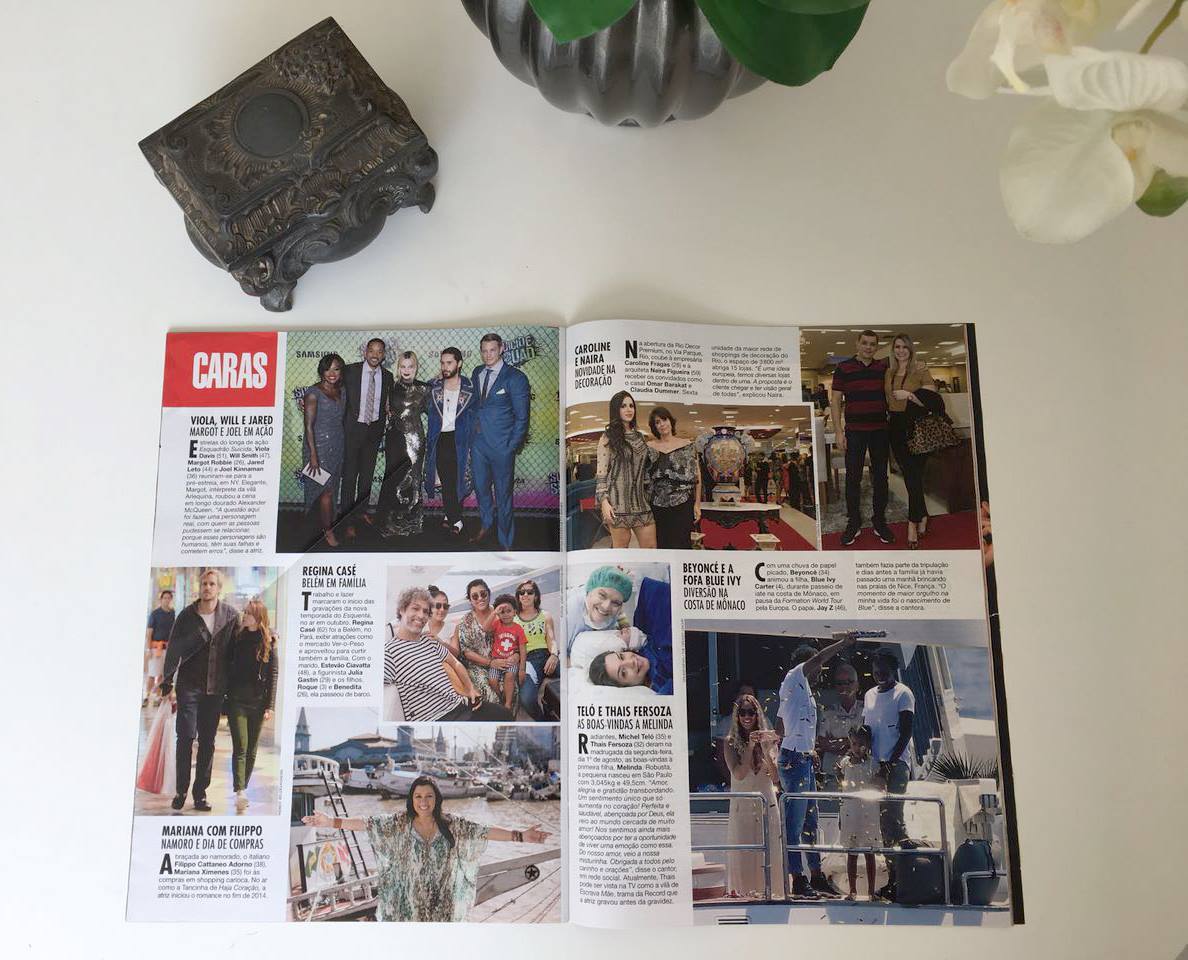 CARAS
VIOLA, WILL E JARED
MARGOT E JOEL EM AÇÃO
Estrelas do longa de ação
Esquadrão Suicida, Viola
Davis (51), Will Smith (47),
Margot Robbie (26), Jared
Leto (44) e Joel Kinnaman
(36) reuniram-se para a
pré-estreia, em NY. Elegante,
Margot, intérprete da vilã
Arlequina, roubou a cena
em longo dourado Alexander
McQueen. "A questão aqui
foi fazer uma personagem
real, com quem as pessoas
pudessem se relacionar,
porque esses personagens são
humanos, têm suas falhas e
cometem erros", disse a atriz.
SAMSUNG
SUICIDE
SQUAD
CAROLINE
E NAIRA
NOVIDADE NA
DECORAÇÃO
Na abertura da Rio Decor
Premium, no Via Parque,
Rio, coube à empresária
Caroline Fragas (28) e à
arquiteta Naira Figueira (59)
receber os convidados como
o casal Omar Barakat e
Claudia Dummer. Sexta
unidade da maior rede de
shoppings de decoração do
Rio, o espaço de 3800 m²
abriga 15 lojas. "É uma ideia
europeia, temos diversas lojas
dentro de uma. A proposta é o
cliente chegar e ter visão geral
de todas", explicou Naira.
REGINA CASÉ
BELÉM EM FAMÍLIA
Trabalho e lazer
marcaram o início das
gravações da nova
temporada do Esquenta,
no ar em outubro. Regina
Casé (62) foi a Belém, no
Pará, exibir atrações como
o mercado Ver-o-Peso
e aproveitou para curtir
também a família. Com o
marido, Estevão Ciavatta
(48), a figurinista Julia
Gastin (29) e os filhos,
Roque (3) e Benedita
(26), ela passeou de barco.
MARIANA COM FILIPPO
NAMORO E DIA DE COMPRAS
Abraçada ao namorado, o italiano
Filippo Cattaneo Adorno (38),
Mariana Ximenes (35) foi às
compras em shopping carioca. No ar
como a Tancinha de Haja Coração, a
atriz iniciou o romance no fim de 2014.
TELÓ E THAIS FERSOZA
AS BOAS-VINDAS A MELINDA
Radiantes, Michel Teló (35) e
Thais Fersoza (32) deram na
madrugada da segunda-feira,
dia 1º de agosto, as boas-vindas à
primeira filha, Melinda. Robusta,
a pequena nasceu em São Paulo
com 3,045kg e 49,5cm. "Amor,
alegria e gratidão transbordando.
Um sentimento único que só
aumenta no coração! Perfeita e
saudável, abençoada por Deus, ela
veio ao mundo cercada de muito
amor! Nos sentimos ainda mais
abençoados por ter a oportunidade
de viver uma emoção como essa.
Do nosso amor, veio a nossa
misturinha. Obrigada a todos pelo
carinho e orações", disse o cantor,
em rede social. Atualmente, Thais
pode ser vista na TV como a vilã de
Escrava Mãe, trama da Record que
a atriz gravou antes da gravidez.
BEYONCÉ E A
FOFA BLUE IVY
DIVERSÃO NA
COSTA DE MÔNACO
Com uma chuva de papel
picado, Beyoncé (34)
animou a filha, Blue Ivy
Carter (4), durante passeio de
iate na costa de Mônaco, em
pausa da Formation World Tour
pela Europa. O papai, Jay Z (46),
também fazia parte da tripulação
e dias antes a família já havia
passado uma manhã brincando
nas praias de Nice, França. "O
momento de maior orgulho na
minha vida foi o nascimento de
Blue", disse a cantora.